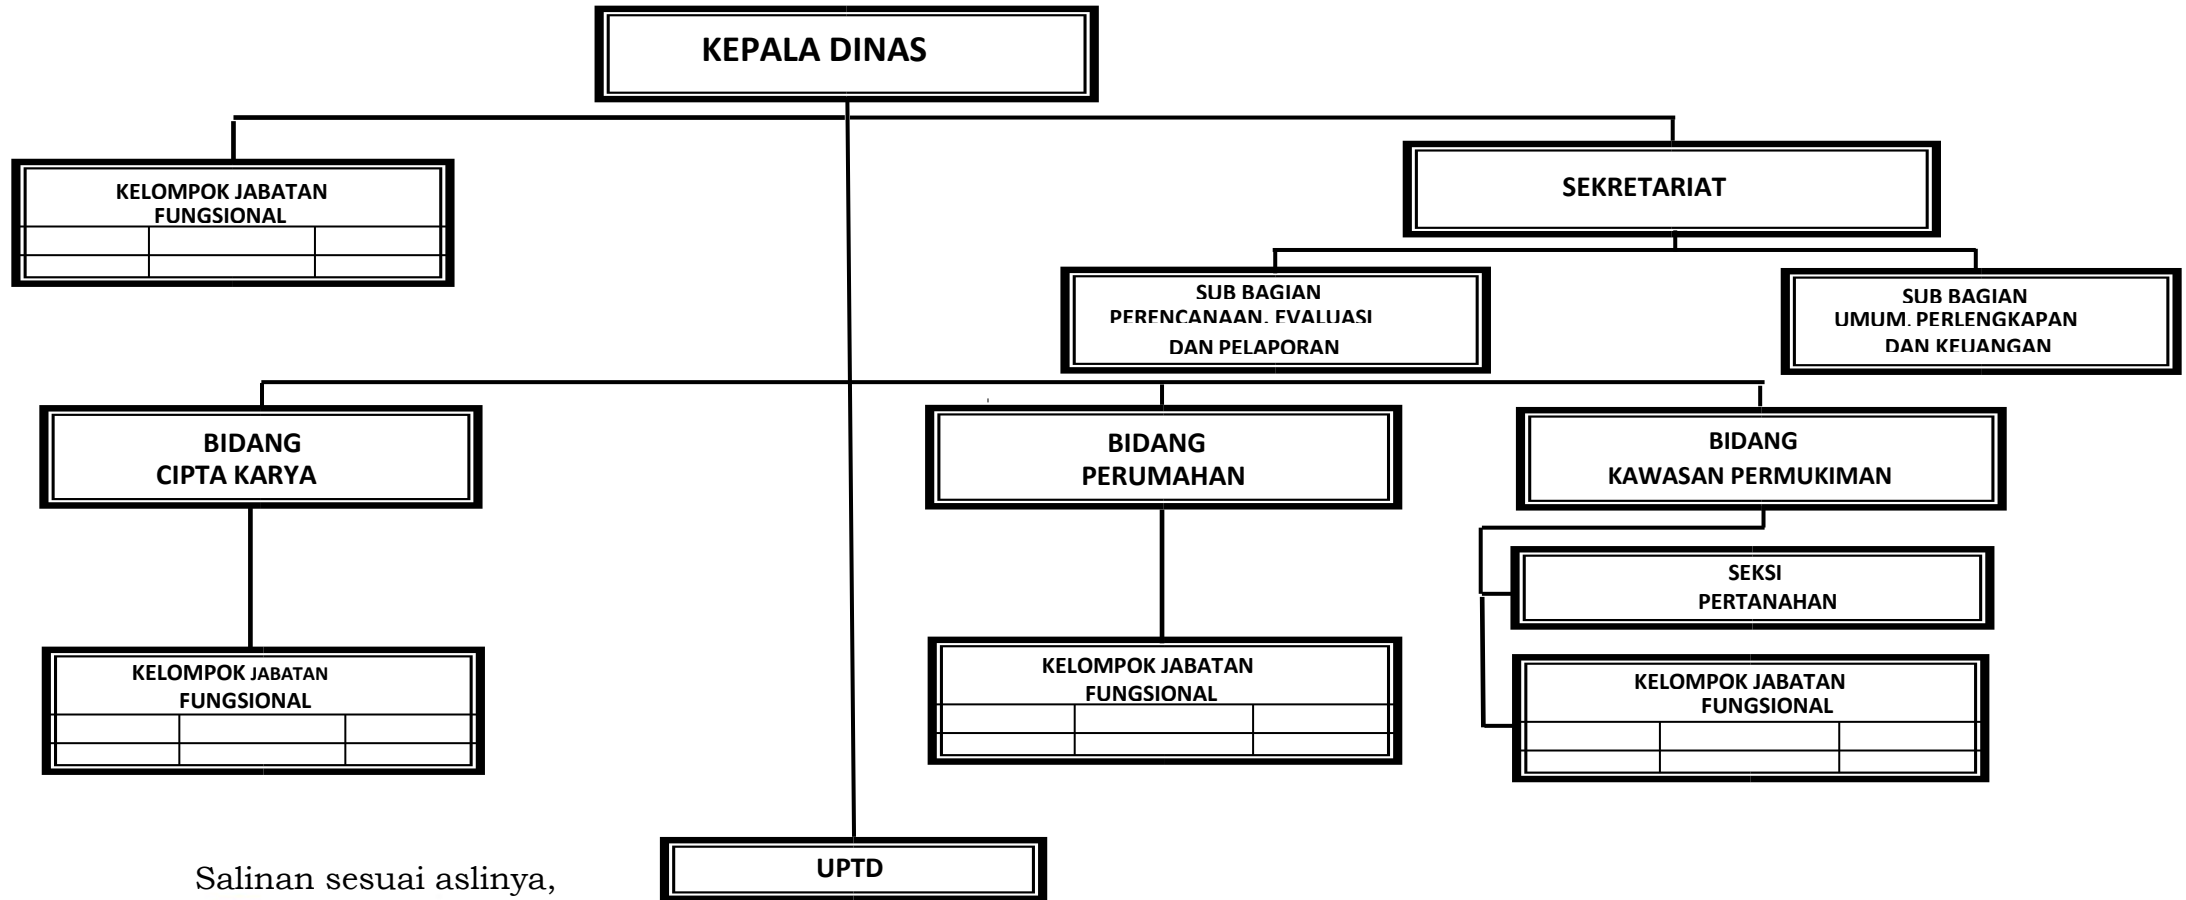 KEPALA DINAS
KELOMPOK JABATAN
FUNGSIONAL
SEKRETARIAT
SUB BAGIAN
PERENCANAAN, EVALUASI
DAN PELAPORAN
SUB BAGIAN
UMUM, PERLENGKAPAN
DAN KEUANGAN
BIDANG
CIPTA KARYA
BIDANG
PERUMAHAN
BIDANG
KAWASAN PERMUKIMAN
SEKSI
PERTANAHAN
KELOMPOK JABATAN
FUNGSIONAL
KELOMPOK JABATAN
FUNGSIONAL
KELOMPOK JABATAN
FUNGSIONAL
UPTD
Salinan sesuai aslinya,